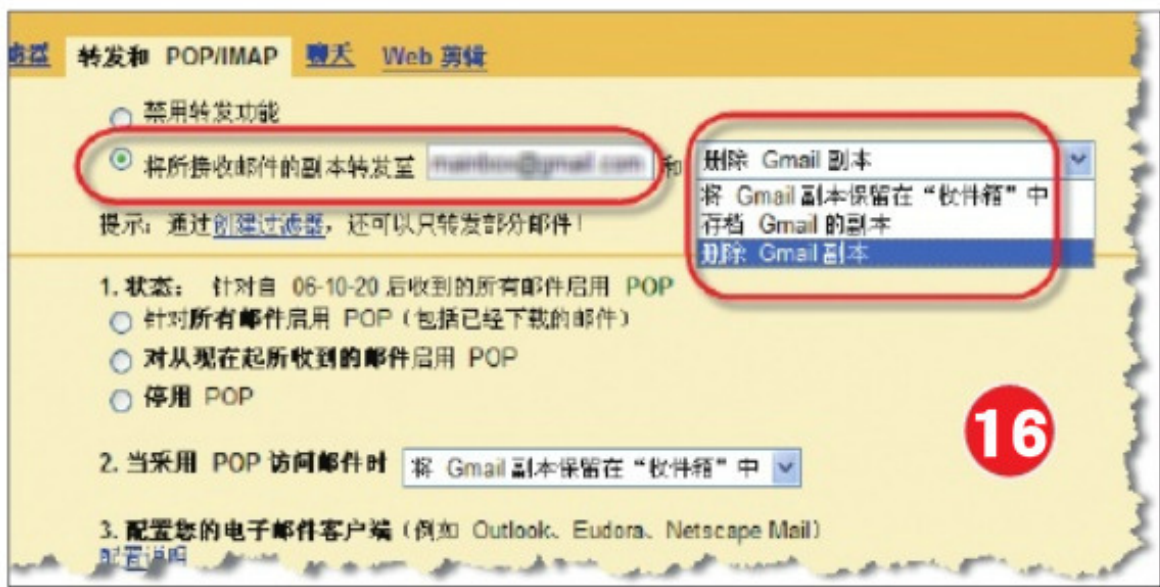 滤器 转发和 POP/IMAP 聊天 Web 剪辑
禁用转发功能
将所接收邮件的副本转发至 和 删除 Gmail 副本
将 Gmail 副本保留在“收件箱”中
提示：通过创建过滤器，还可以只转发部分邮件！
存档 Gmail 的副本
删除 Gmail 副本
1. 状态： 针对自 06-10-20 后收到的所有邮件启用 POP
针对所有邮件启用 POP（包括已经下载的邮件）
对从现在起所收到的邮件启用 POP
停用 POP
16
2. 当采用 POP 访问邮件时 将 Gmail 副本保留在“收件箱”中
3. 配置您的电子邮件客户端（例如 Outlook、Eudora、Netscape Mail）
配置说明